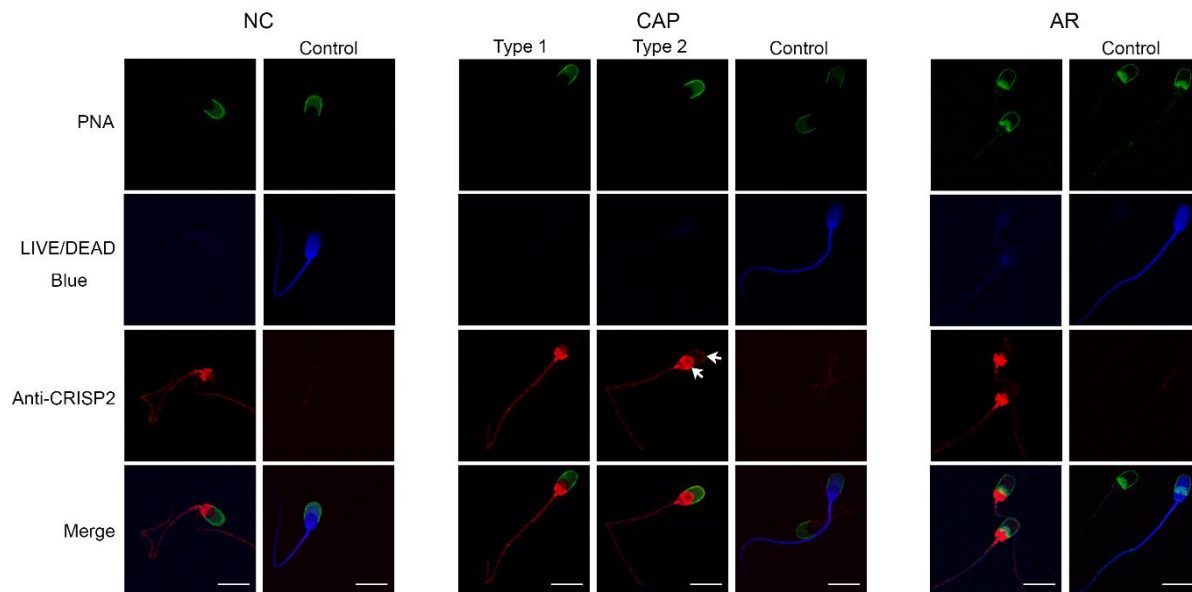 NC CAP AR
Control Type 1 Type 2 Control Control
PNA
LIVE/DEAD
Blue
Anti-CRISP2
Merge